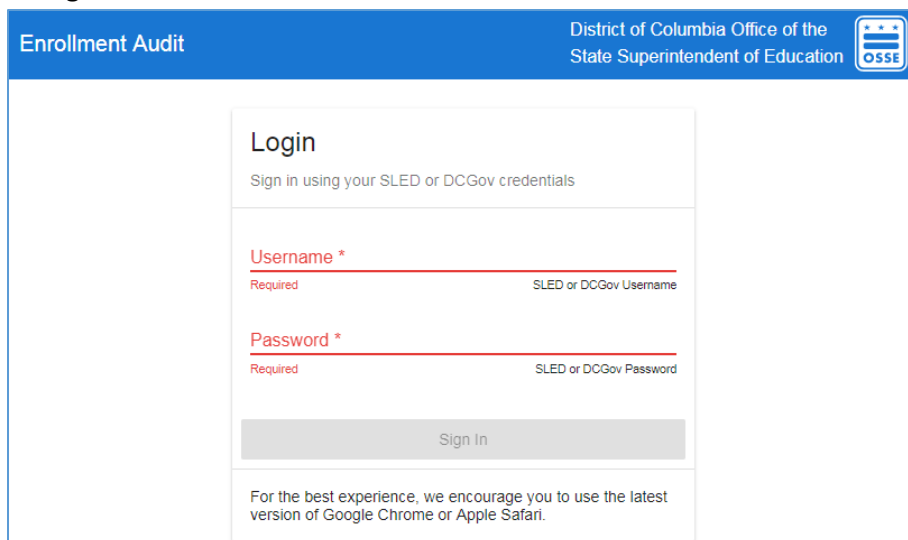 Enrollment Audit
District of Columbia Office of the
State Superintendent of Education
OSSE
Login
Sign in using your SLED or DCGov credentials
Username *
Required
SLED or DCGov Username
Password *
Required
SLED or DCGov Password
Sign In
For the best experience, we encourage you to use the latest
version of Google Chrome or Apple Safari.